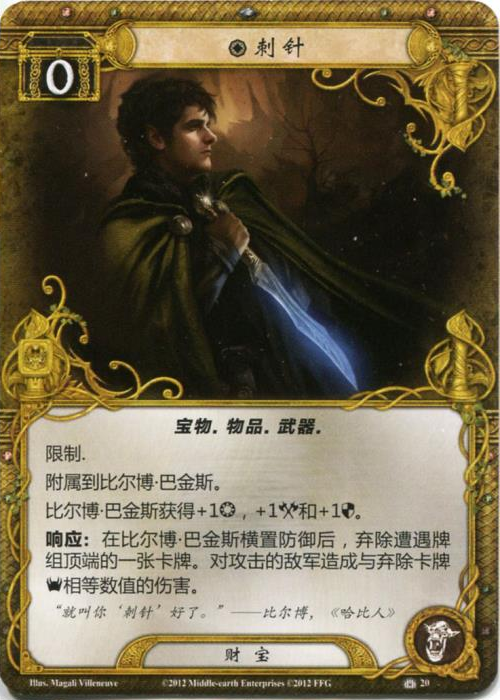 刺针
0
宝物. 物品. 武器.
限制.
附属到比尔博·巴金斯。
比尔博·巴金斯获得+1，+1和+1。
响应：在比尔博·巴金斯横置防御后，弃除遭遇牌
组顶端的一张卡牌。对攻击的敌军造成与弃除卡牌
相等数值的伤害。
“就叫你‘刺针’好了。”——比尔博，《哈比人》
财宝
Illus. Magali Villeneuve ©2012 Middle-earth Enterprises ©2012 FFG 20